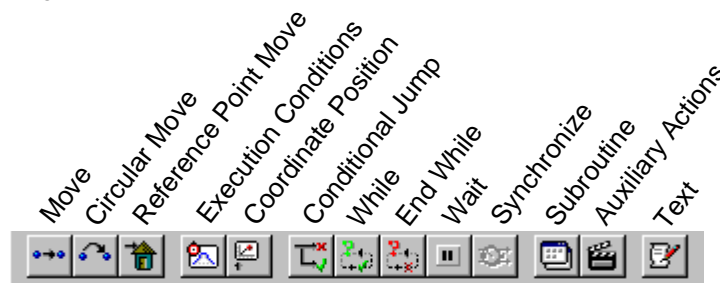 Move
Circular Move
Reference Point Move
Execution Conditions
Coordinate Position
Conditional Jump
While
End While
Wait
Synchronize
Subroutine
Auxiliary Actions
Text